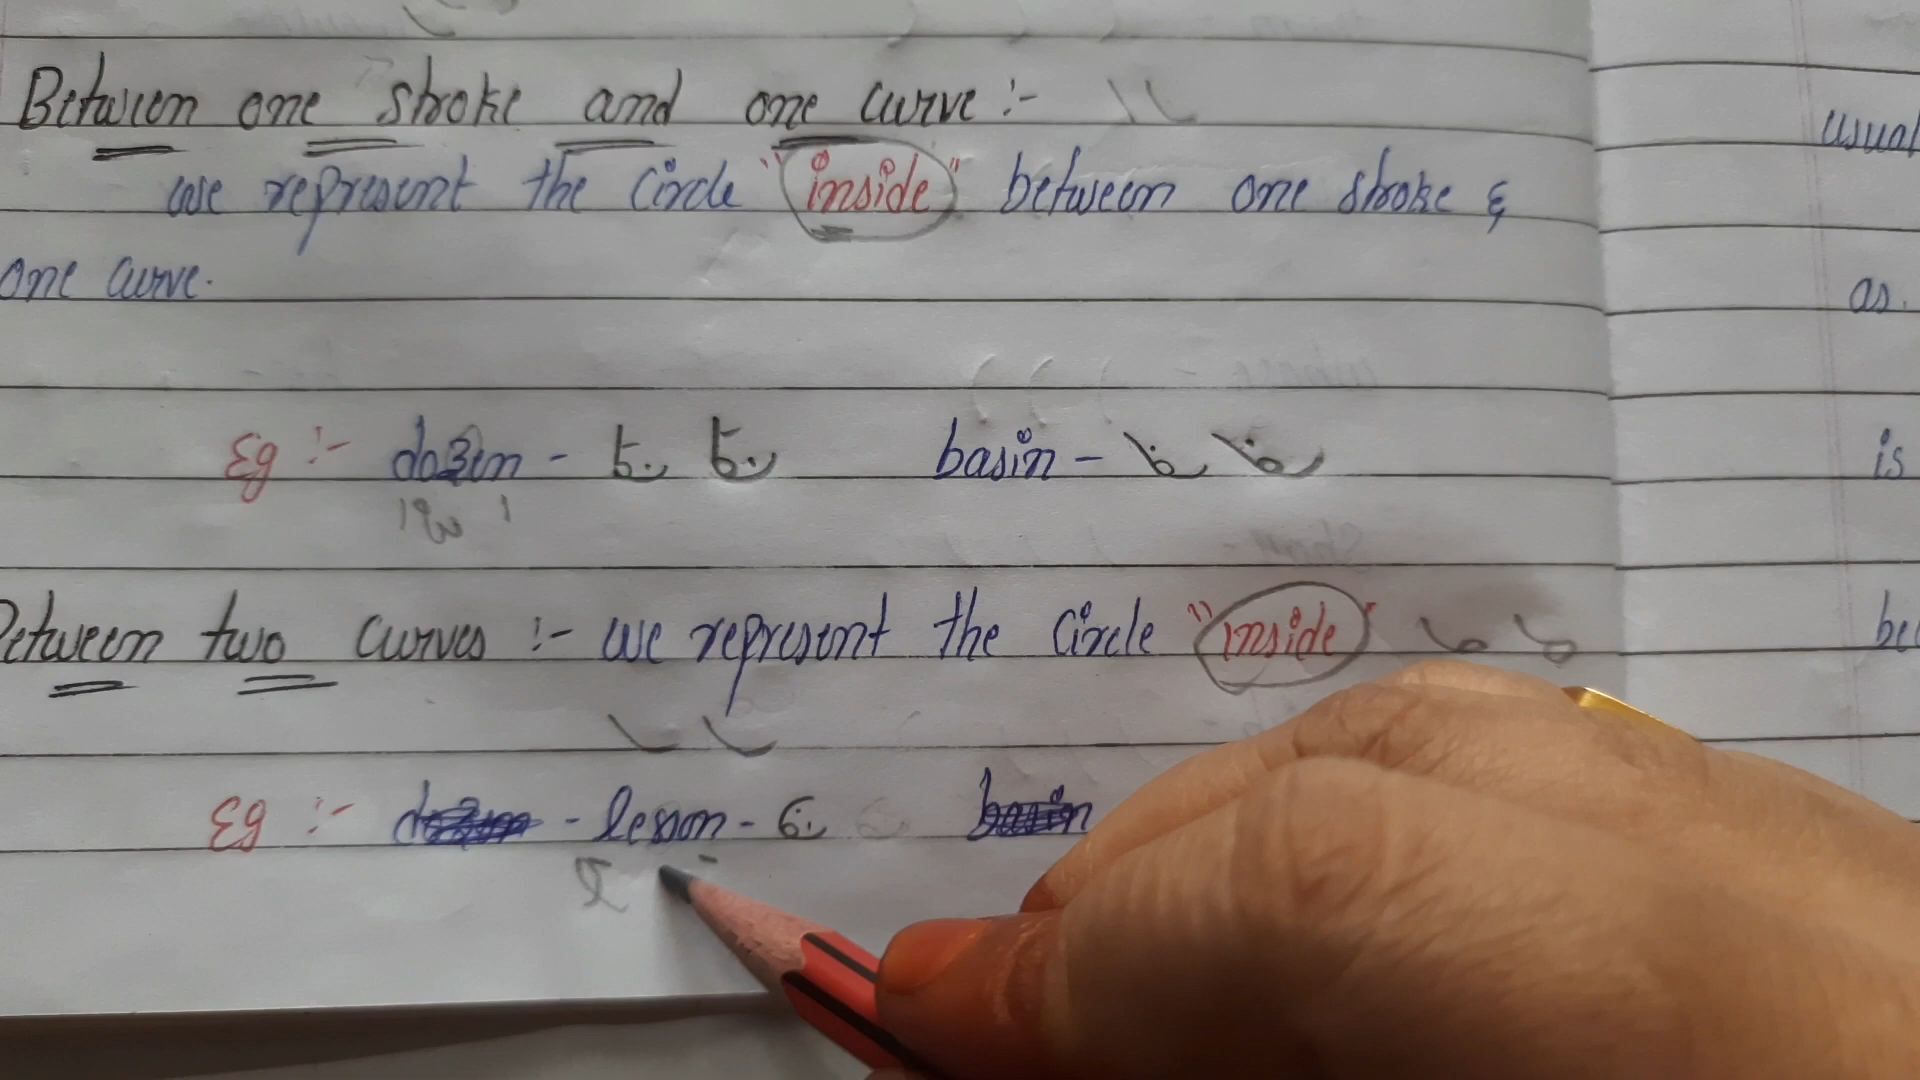 Between one stroke and one curve :-
we represent the circle "inside" between one stroke &
one curve.
Eg :- dozen - basin -
Between two curves :- we represent the circle "inside"
Eg :- - lesson -
usual
as.
is
be